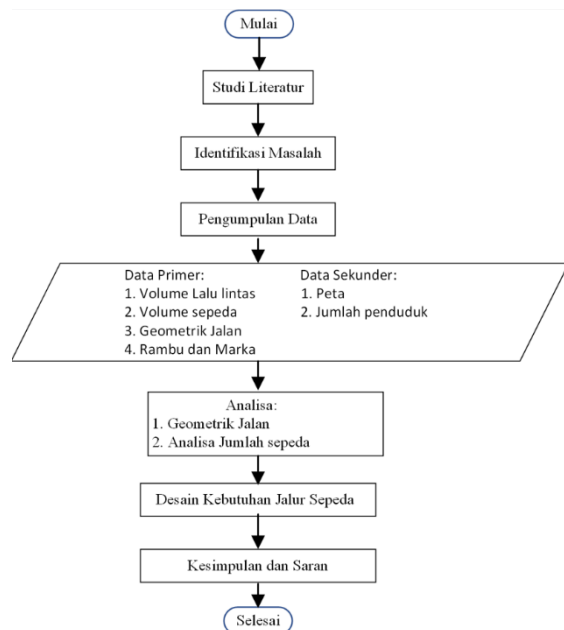 Mulai
Studi Literatur
Identifikasi Masalah
Pengumpulan Data
Data Primer:
1. Volume Lalu lintas
2. Volume sepeda
3. Geometrik Jalan
4. Rambu dan Marka
Data Sekunder:
1. Peta
2. Jumlah penduduk
Analisa:
1. Geometrik Jalan
2. Analisa Jumlah sepeda
Desain Kebutuhan Jalur Sepeda
Kesimpulan dan Saran
Selesai